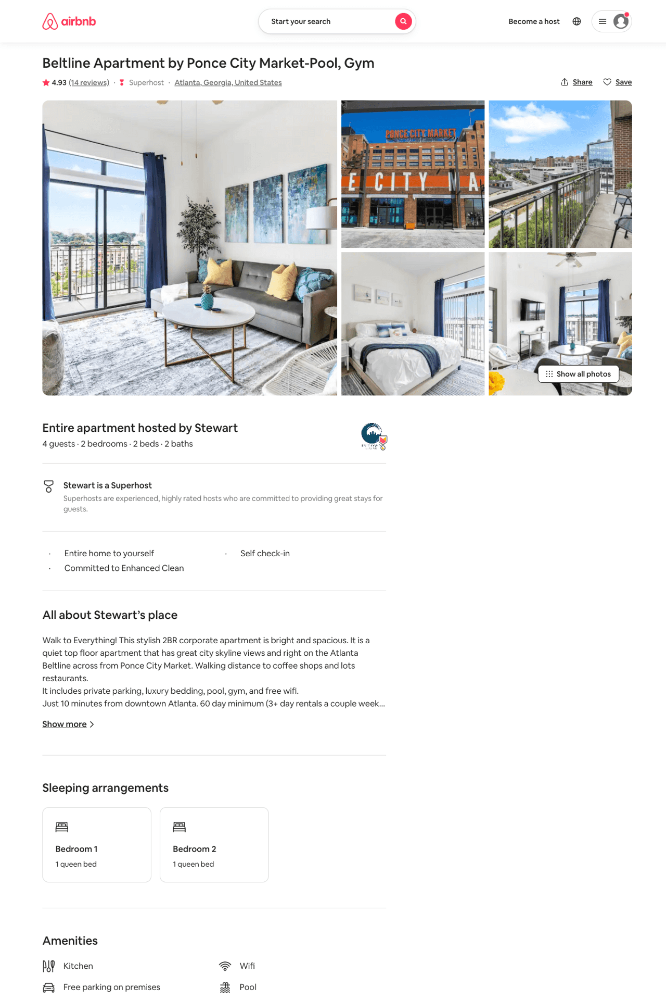 airbnb
Start your search
Become a host
Beltline Apartment by Ponce City Market-Pool, Gym
4.93 (14 reviews) · Superhost · Atlanta, Georgia, United States
Share
Save
PONCE CITY MARKET
E CITY MA
Show all photos
Entire apartment hosted by Stewart
4 guests · 2 bedrooms · 2 beds · 2 baths
INTOWN
LIVING
Stewart is a Superhost
Superhosts are experienced, highly rated hosts who are committed to providing great stays for
guests.
· Entire home to yourself
· Self check-in
· Committed to Enhanced Clean
All about Stewart’s place
Walk to Everything! This stylish 2BR corporate apartment is bright and spacious. It is a
quiet top floor apartment that has great city skyline views and right on the Atlanta
Beltline across from Ponce City Market. Walking distance to coffee shops and lots
restaurants.
It includes private parking, luxury bedding, pool, gym, and free wifi.
Just 10 minutes from downtown Atlanta. 60 day minimum (3+ day rentals a couple week...
Show more
Sleeping arrangements
Bedroom 1
1 queen bed
Bedroom 2
1 queen bed
Amenities
Kitchen
Wifi
Free parking on premises
Pool